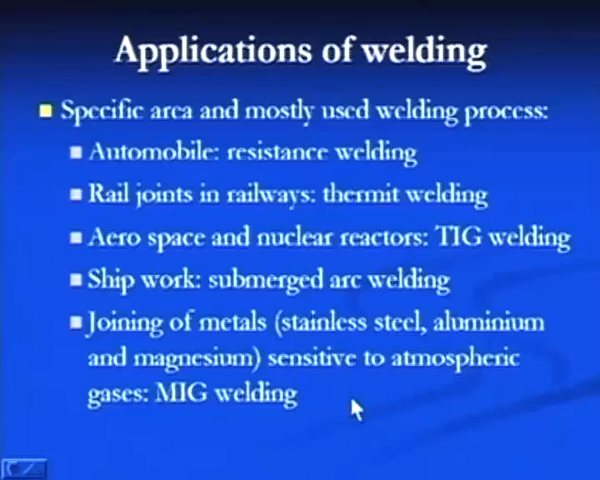 Applications of welding
Specific area and mostly used welding process:
Automobile: resistance welding
Rail joints in railways: thermit welding
Aero space and nuclear reactors: TIG welding
Ship work: submerged arc welding
Joining of metals (stainless steel, aluminium
and magnesium) sensitive to atmospheric
gases: MIG welding